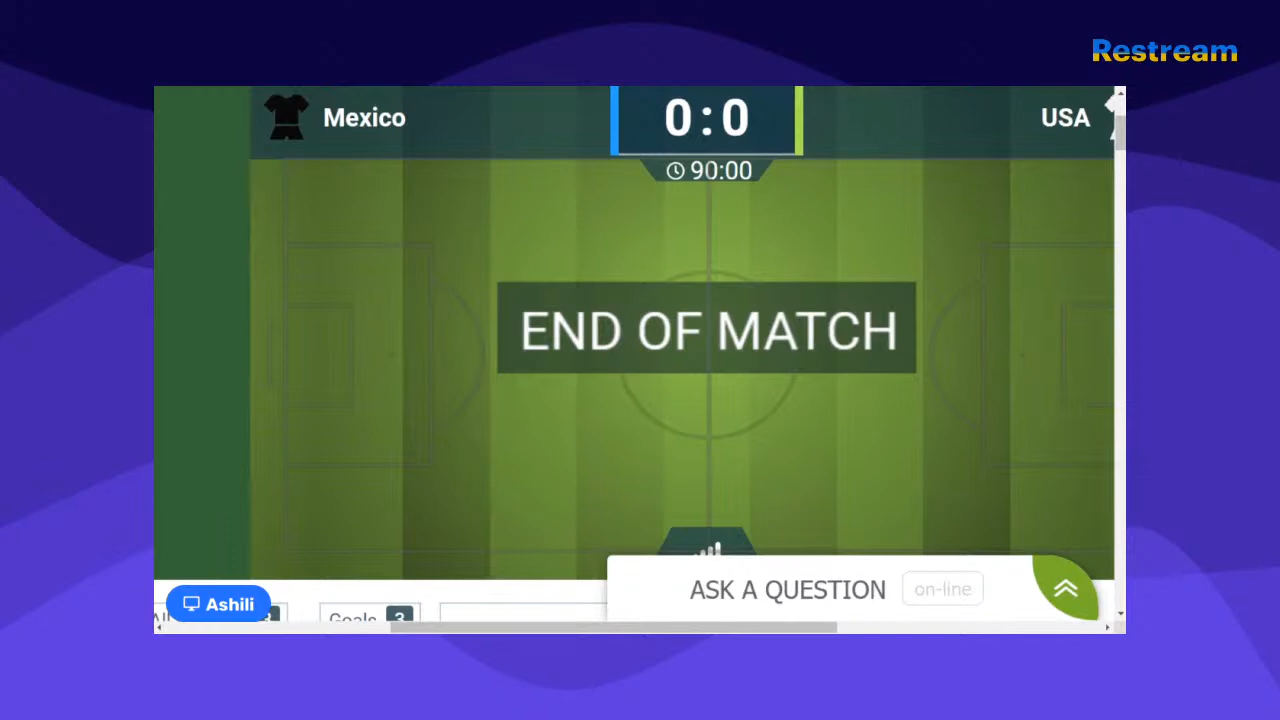 Restream
Mexico
0:0
USA
90:00
END OF MATCH
ASK A QUESTION
on-line
Ashili
Goals 3